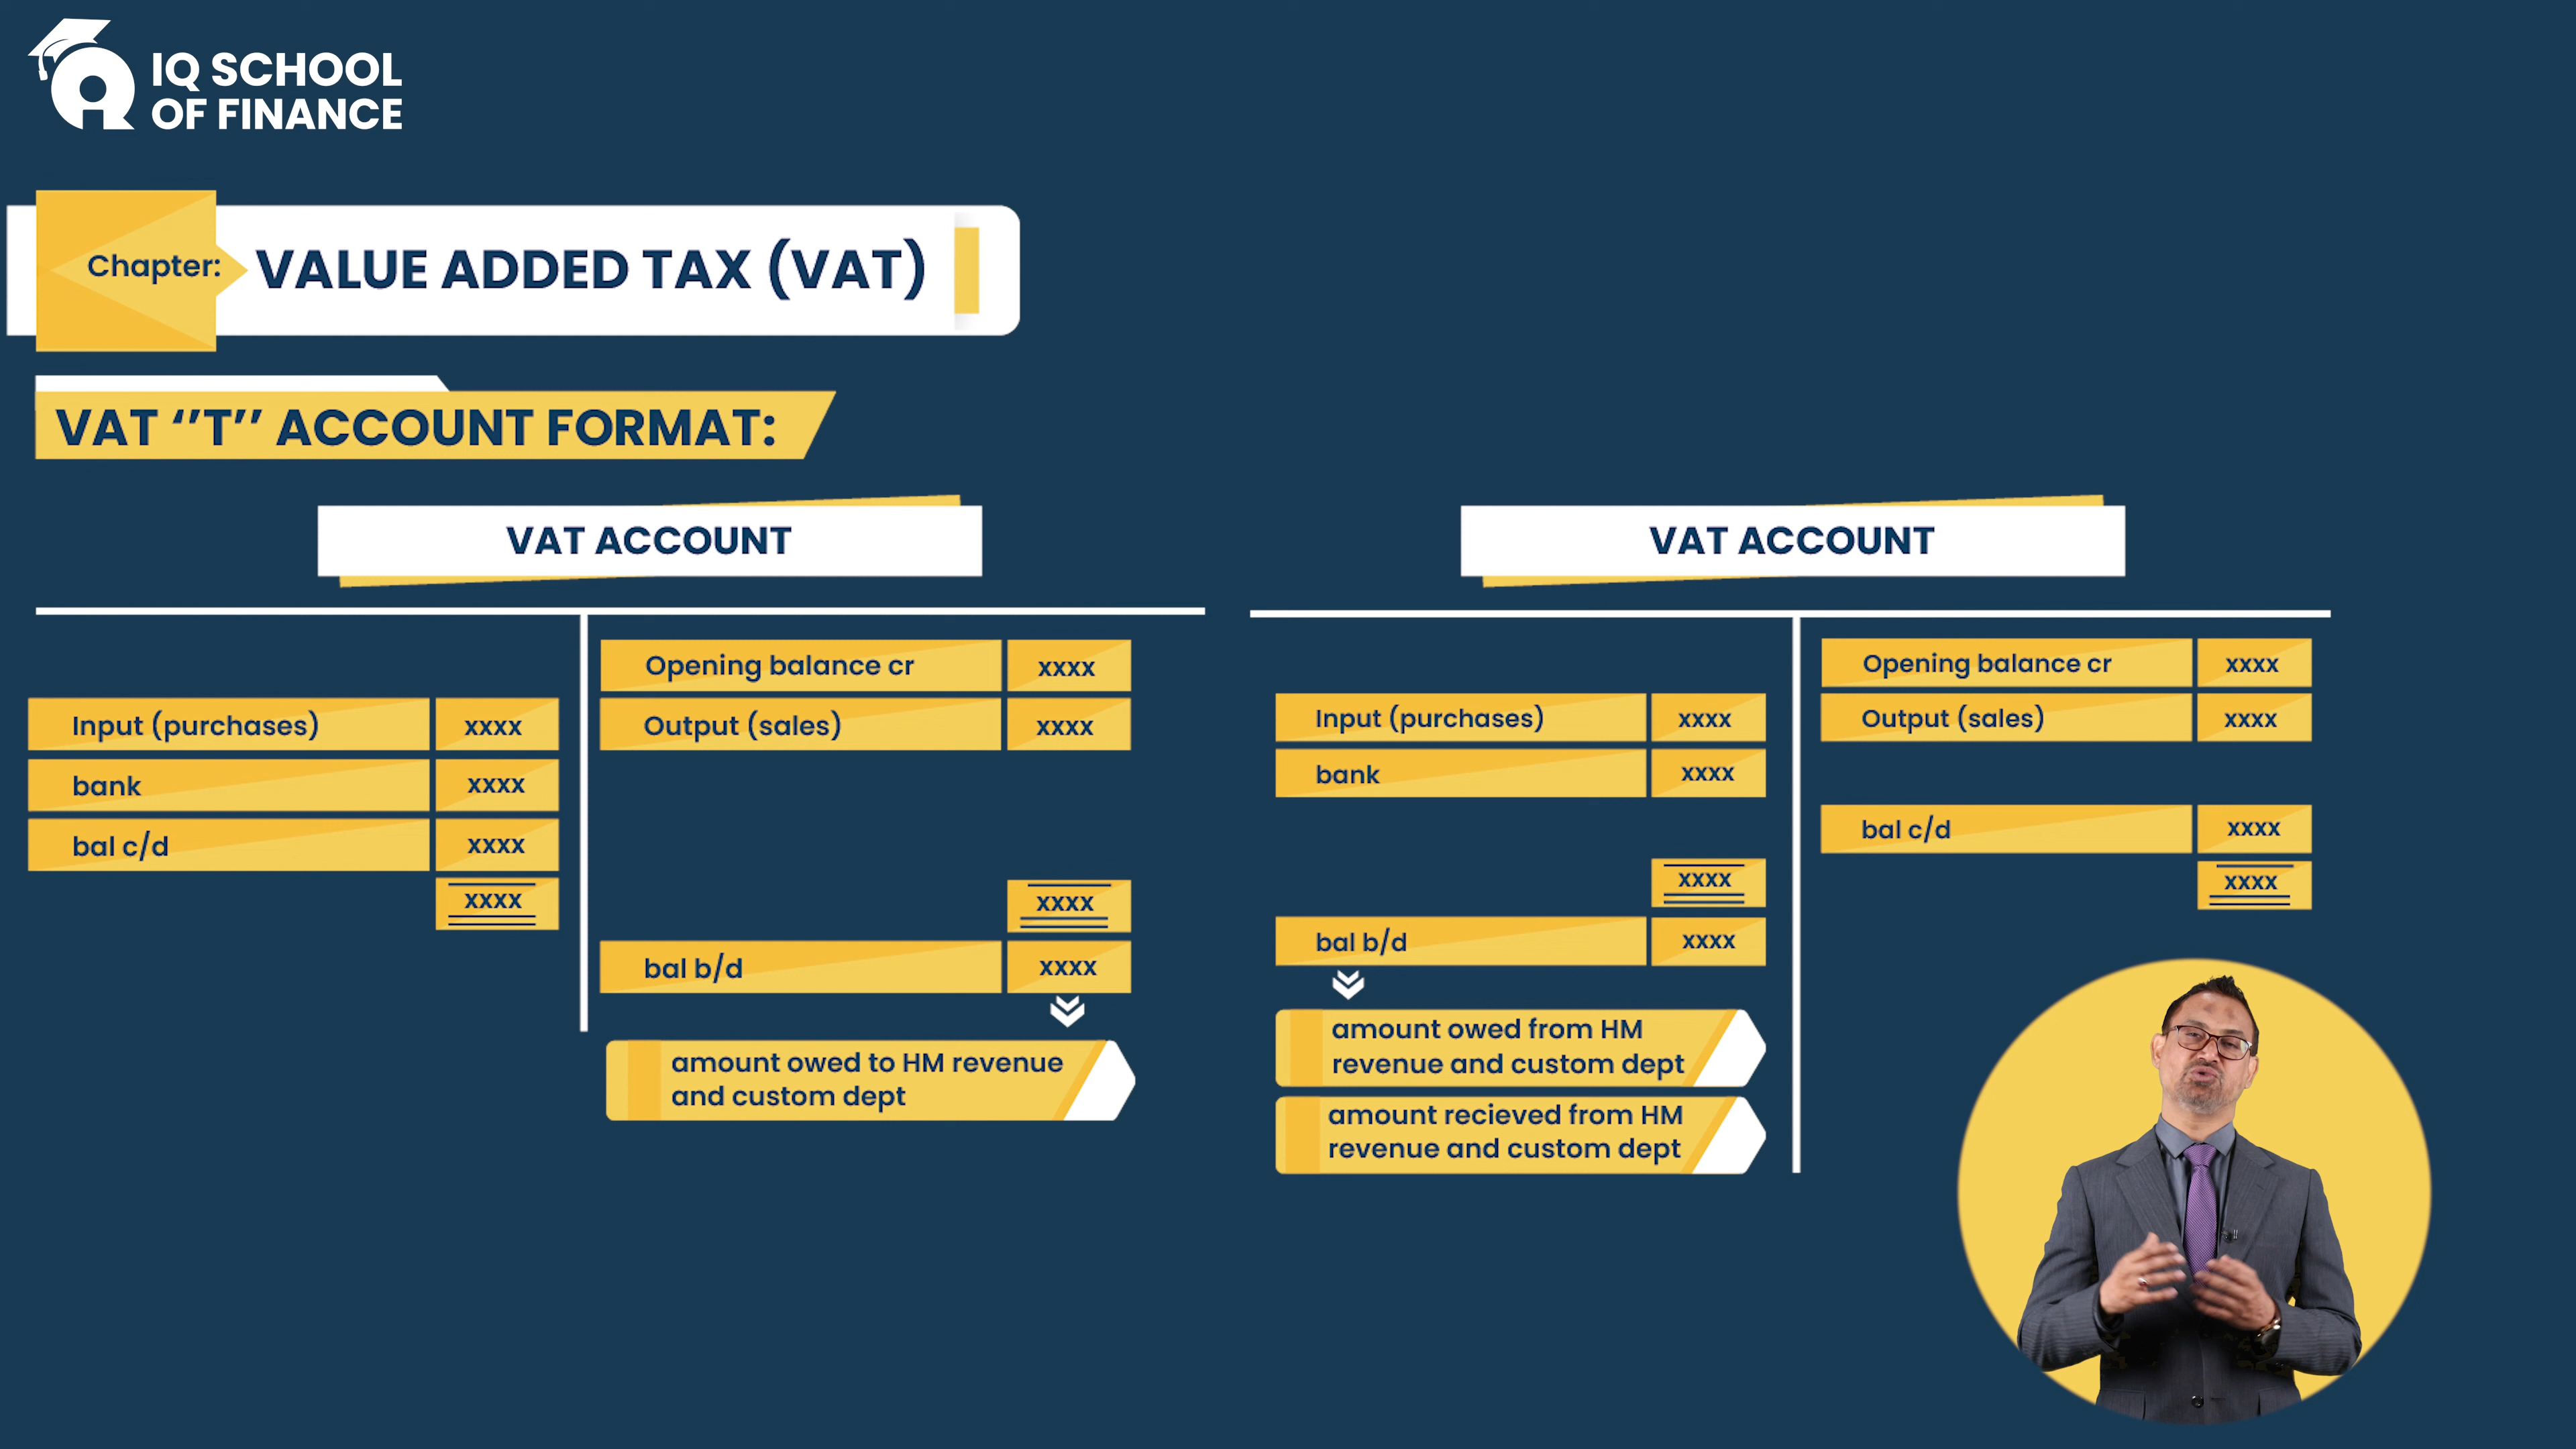 IQ SCHOOL
OF FINANCE
Chapter: VALUE ADDED TAX (VAT)
VAT ‘’T’’ ACCOUNT FORMAT:
VAT ACCOUNT
Opening balance cr xxxx
Input (purchases) xxxx Output (sales) xxxx
bank xxxx
bal c/d xxxx
xxxx xxxx
bal b/d xxxx
amount owed to HM revenue
and custom dept
VAT ACCOUNT
Opening balance cr xxxx
Input (purchases) xxxx Output (sales) xxxx
bank xxxx
bal c/d xxxx
xxxx xxxx
bal b/d xxxx
amount owed from HM
revenue and custom dept
amount recieved from HM
revenue and custom dept